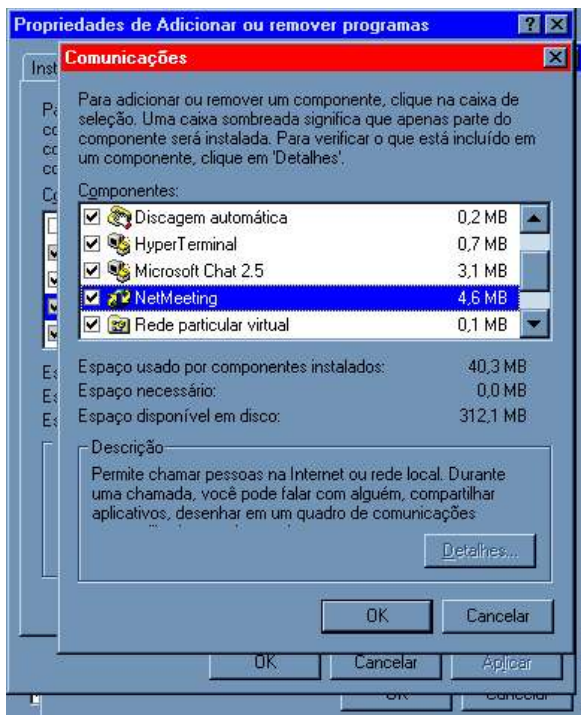 Propriedades de Adicionar ou remover programas
Inst
Comunicações
Para adicionar ou remover um componente, clique na caixa de
seleção. Uma caixa sombreada significa que apenas parte do
componente será instalada. Para verificar o que está incluído em
um componente, clique em 'Detalhes'.
Componentes:
Discagem automática 0,2 MB
HyperTerminal 0,7 MB
Microsoft Chat 2.5 3,1 MB
NetMeeting 4,6 MB
Rede particular virtual 0,1 MB
Espaço usado por componentes instalados: 40,3 MB
Espaço necessário: 0,0 MB
Espaço disponível em disco: 312,1 MB
Descrição
Permite chamar pessoas na Internet ou rede local. Durante
uma chamada, você pode falar com alguém, compartilhar
aplicativos, desenhar em um quadro de comunicações
Detalhes...
OK Cancelar
OK Cancelar Aplicar
OK Cancelar